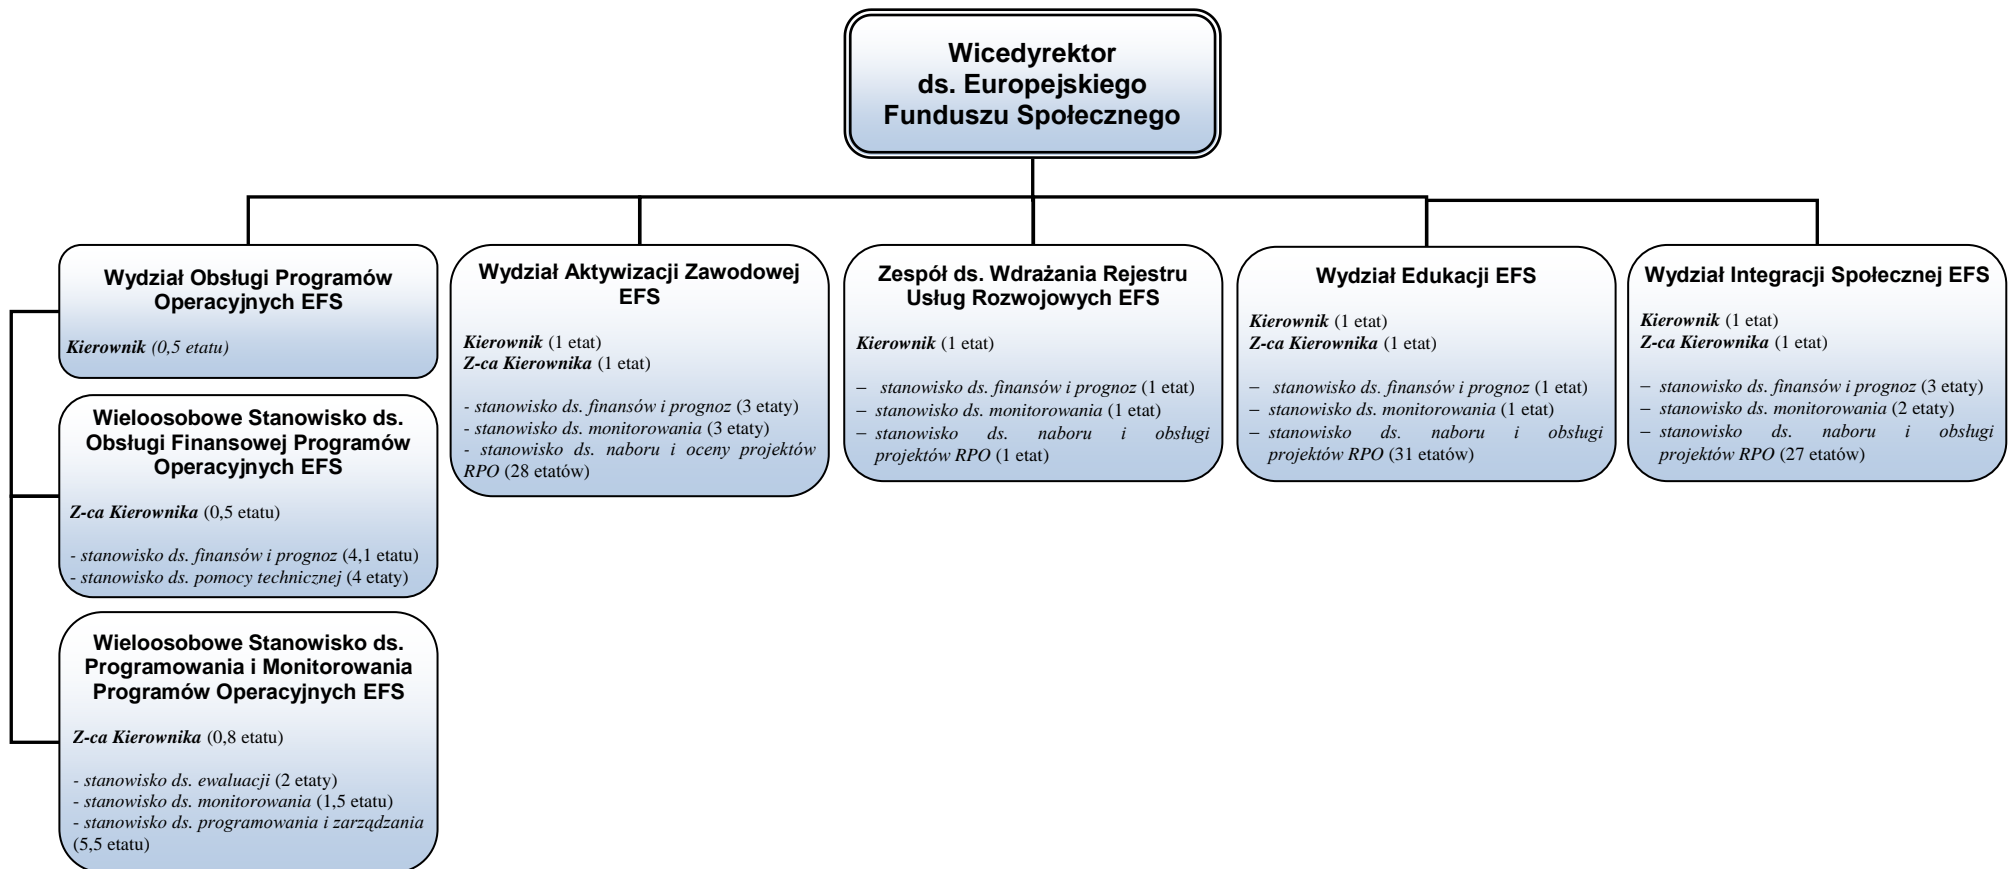 Wicedyrektor
ds. Europejskiego
Funduszu Społecznego
Wydział Obsługi Programów
Operacyjnych EFS
Kierownik (0,5 etatu)
Wieloosobowe Stanowisko ds.
Obsługi Finansowej Programów
Operacyjnych EFS
Z-ca Kierownika (0,5 etatu)
- stanowisko ds. finansów i prognoz (4,1 etatu)
- stanowisko ds. pomocy technicznej (4 etaty)
Wieloosobowe Stanowisko ds.
Programowania i Monitorowania
Programów Operacyjnych EFS
Z-ca Kierownika (0,8 etatu)
- stanowisko ds. ewaluacji (2 etaty)
- stanowisko ds. monitorowania (1,5 etatu)
- stanowisko ds. programowania i zarządzania
(5,5 etatu)
Wydział Aktywizacji Zawodowej
EFS
Kierownik (1 etat)
Z-ca Kierownika (1 etat)
- stanowisko ds. finansów i prognoz (3 etaty)
- stanowisko ds. monitorowania (3 etaty)
- stanowisko ds. naboru i oceny projektów
RPO (28 etatów)
Zespół ds. Wdrażania Rejestru
Usług Rozwojowych EFS
Kierownik (1 etat)
– stanowisko ds. finansów i prognoz (1 etat)
– stanowisko ds. monitorowania (1 etat)
– stanowisko ds. naboru i obsługi
projektów RPO (1 etat)
Wydział Edukacji EFS
Kierownik (1 etat)
Z-ca Kierownika (1 etat)
– stanowisko ds. finansów i prognoz (1 etat)
– stanowisko ds. monitorowania (1 etat)
– stanowisko ds. naboru i obsługi
projektów RPO (31 etatów)
Wydział Integracji Społecznej EFS
Kierownik (1 etat)
Z-ca Kierownika (1 etat)
– stanowisko ds. finansów i prognoz (3 etaty)
– stanowisko ds. monitorowania (2 etaty)
– stanowisko ds. naboru i obsługi
projektów RPO (27 etatów)